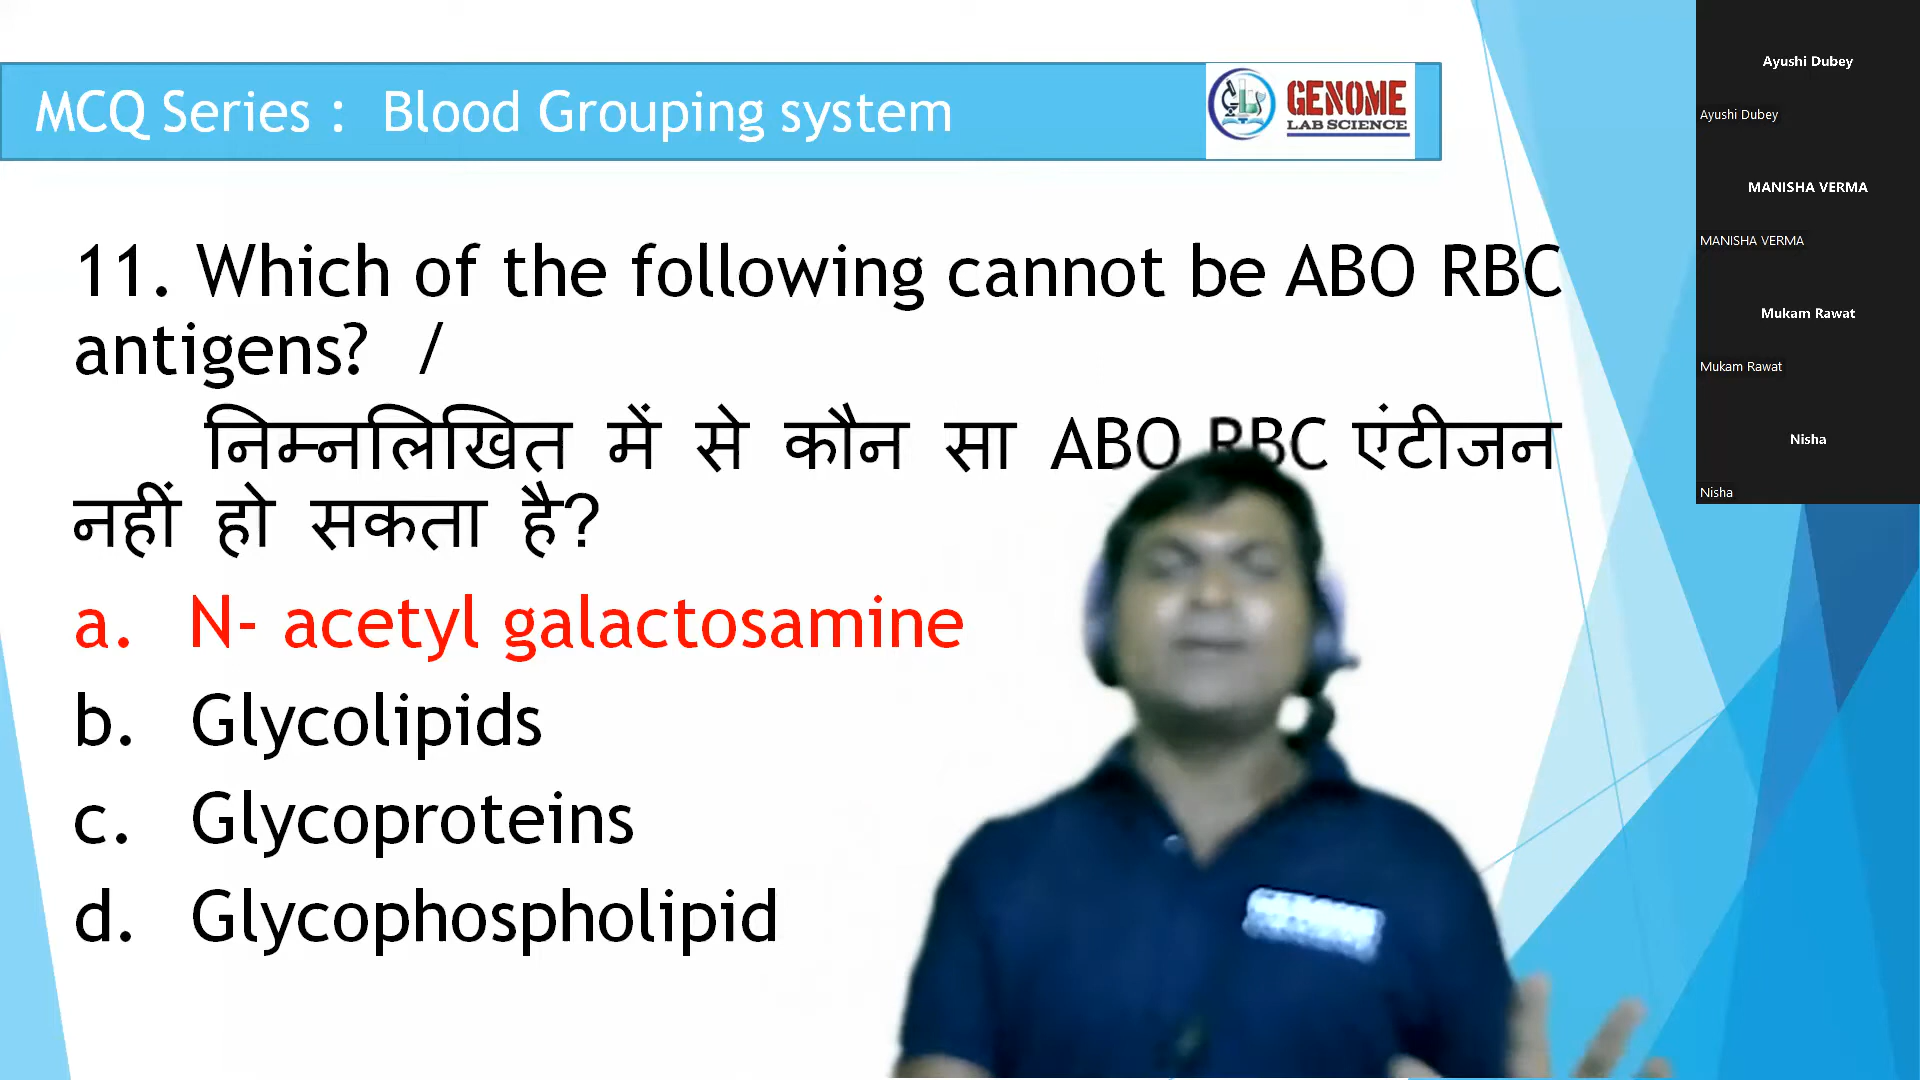 MCQ Series : Blood Grouping system
GENOME
LAB SCIENCE
11. Which of the following cannot be ABO RBC
antigens? /
निम्नलिखित में से कौन सा ABO RBC एंटीजन
नहीं हो सकता है?
a. N- acetyl galactosamine
b. Glycolipids
c. Glycoproteins
d. Glycophospholipid
Ayushi Dubey
Ayushi Dubey
MANISHA VERMA
MANISHA VERMA
Mukam Rawat
Mukam Rawat
Nisha
Nisha